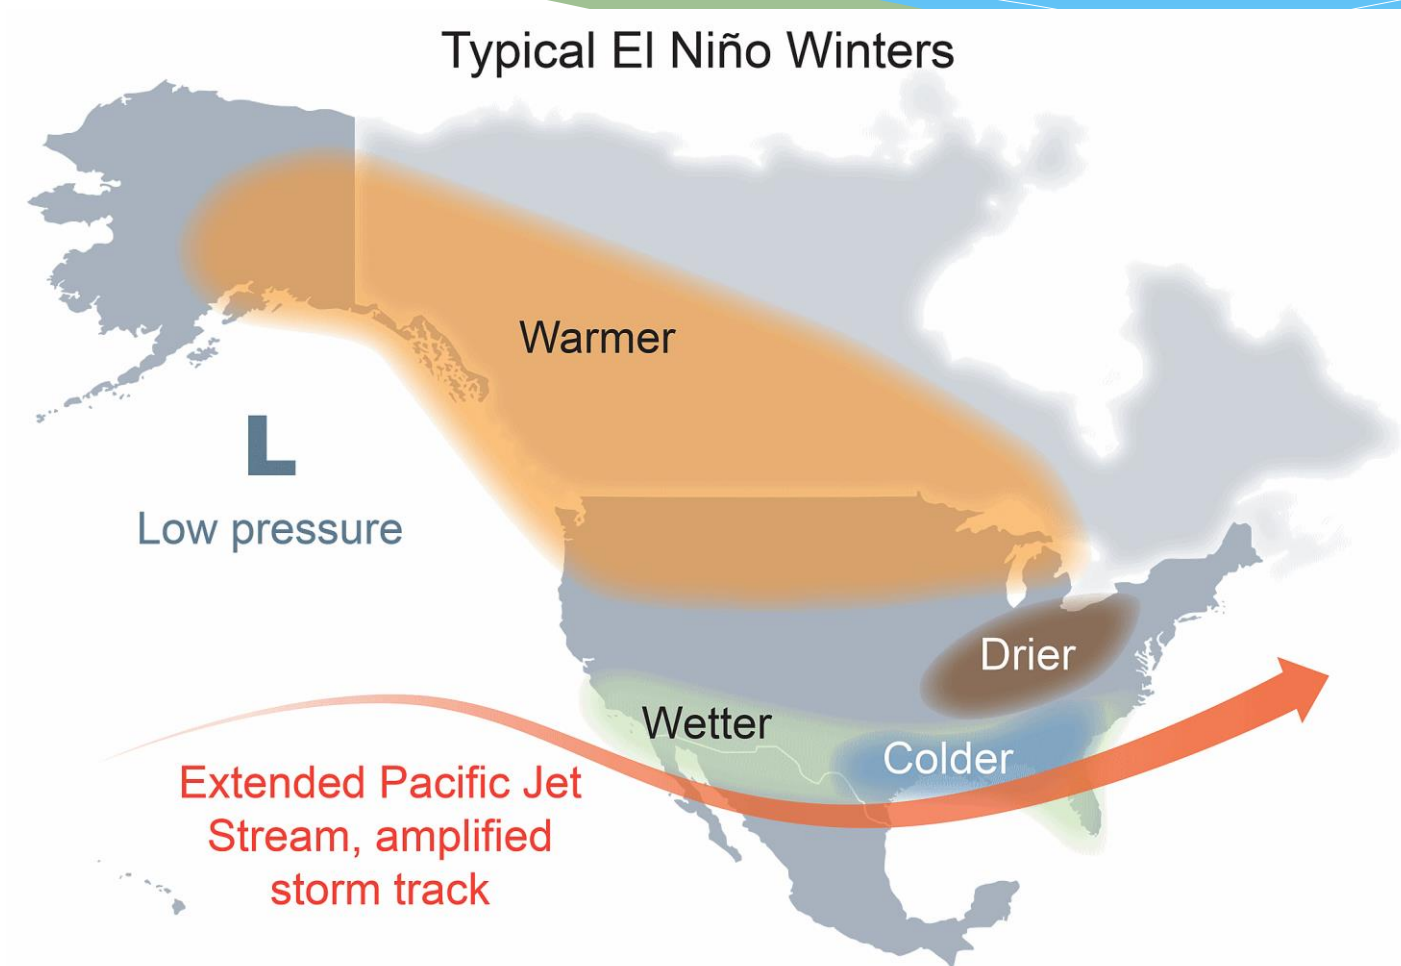 Typical El Niño Winters
Warmer
L
Low pressure
Drier
Wetter
Colder
Extended Pacific Jet
Stream, amplified
storm track